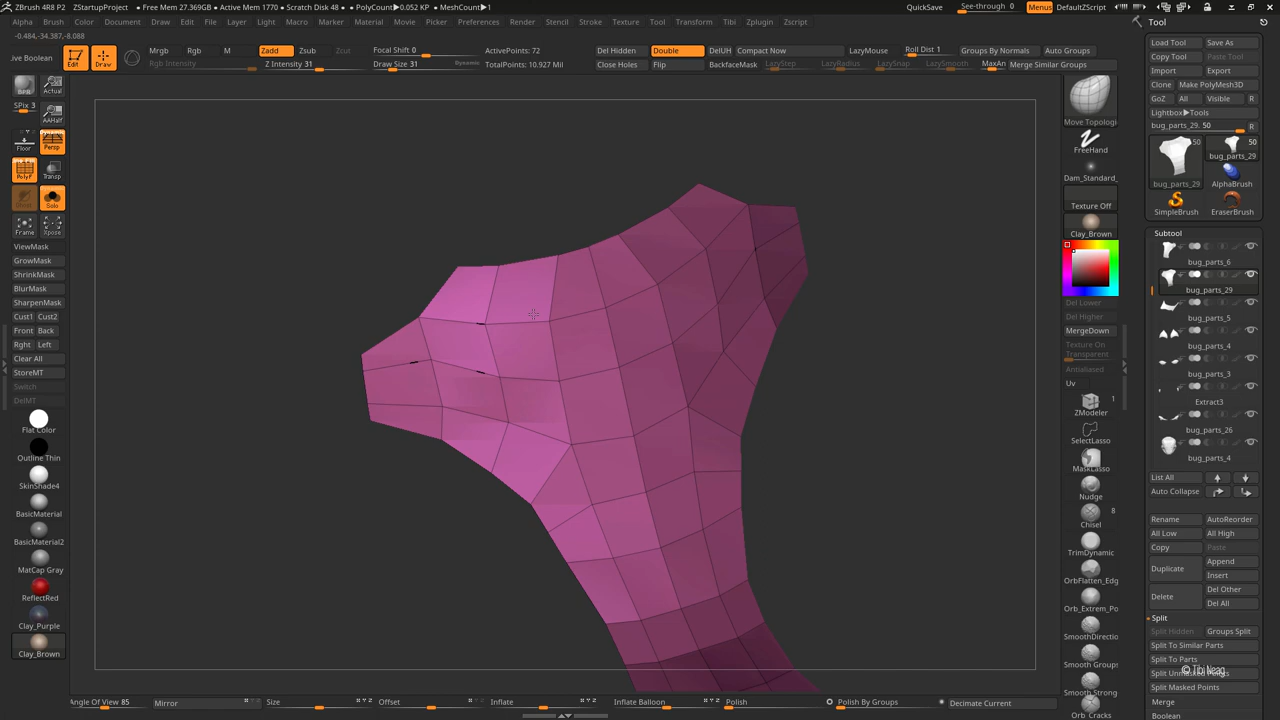 ZBrush 4R8 P2 ZStartupProject • Free Mem 27.369GB • Active Mem 1770 • Scratch Disk 48 • PolyCount▶0.052 KP • MeshCount▶1
QuickSave See-through 0 Menus DefaultZScript
Alpha Brush Color Document Draw Edit File Layer Light Macro Marker Material Movie Picker Preferences Render Stencil Stroke Texture Tool Transform Tbi Zplugin Zscript
Tool
-0.484,-34.387,-8.088
ive Boolean
Edit
Draw
Mrgb Rgb M Zadd Zsub Zcut
Rgb Intensity
Z Intensity 31
Focal Shift 0
Draw Size 31
Dynamic
ActivePoints: 72
TotalPoints: 10.927 Mil
Del Hidden Double DelUH Compact Now LazyMouse Roll Dist 1 Groups By Normals Auto Groups
Close Holes Flip BackfaceMask LazyStep LazyRadius LazySnap LazySmooth MaxAn Merge Similar Groups
BPR
Actual
SPix 3
AAHalf
Dynamic
Floor
Persp
PolyF
Transp
Ghost
Solo
Frame
Xpose
ViewMask
GrowMask
ShrinkMask
BlurMask
SharpenMask
Cust1 Cust2
Front Back
Rght Left
Clear All
StoreMT
Switch
DelMT
Flat Color
Outline Thin
SkinShade4
BasicMaterial
BasicMaterial2
MatCap Gray
ReflectRed
Clay_Purple
Clay_Brown
Move Topologi
FreeHand
Dam_Standard_
Texture Off
Clay_Brown
Del Lower
Del Higher
MergeDown
Texture On
Transparent
Antialiased
Uv
1
ZModeler
SelectLasso
MaskLasso
Nudge
8
Chisel
TrimDynamic
OrbFlatten_Edg
Orb_Extrem_Po
SmoothDirectio
Smooth Groups
Smooth Strong
Orb_Cracks
Load Tool Save As
Copy Tool Paste Tool
Import Export
Clone Make PolyMesh3D
GoZ All Visible R
Lightbox▶Tools
bug_parts_29. 50 R
50
50
bug_parts_29
bug_parts_29
AlphaBrush
SimpleBrush
EraserBrush
Subtool
bug_parts_6
bug_parts_29
bug_parts_5
bug_parts_4
bug_parts_3
Extract3
bug_parts_26
bug_parts_4
List All
Auto Collapse
Rename AutoReorder
All Low All High
Copy Paste
Duplicate Append
Insert
Delete Del Other
Del All
Split
Split Hidden Groups Split
Split To Similar Parts
Split To Parts
Split Unmasked Points
Split Masked Points
Merge
Boolean
© Tibi Neag
Angle Of View 85 Mirror Size Offset Inflate Inflate Balloon Polish Polish By Groups Decimate Current